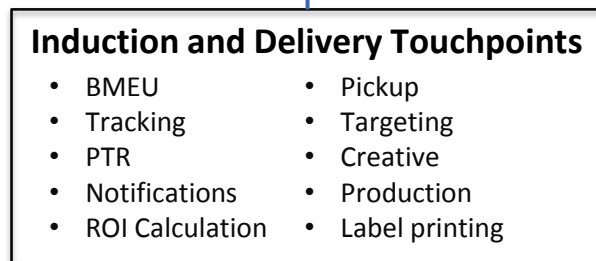 Induction and Delivery Touchpoints
• BMEU
• Tracking
• PTR
• Notifications
• ROI Calculation
• Pickup
• Targeting
• Creative
• Production
• Label printing